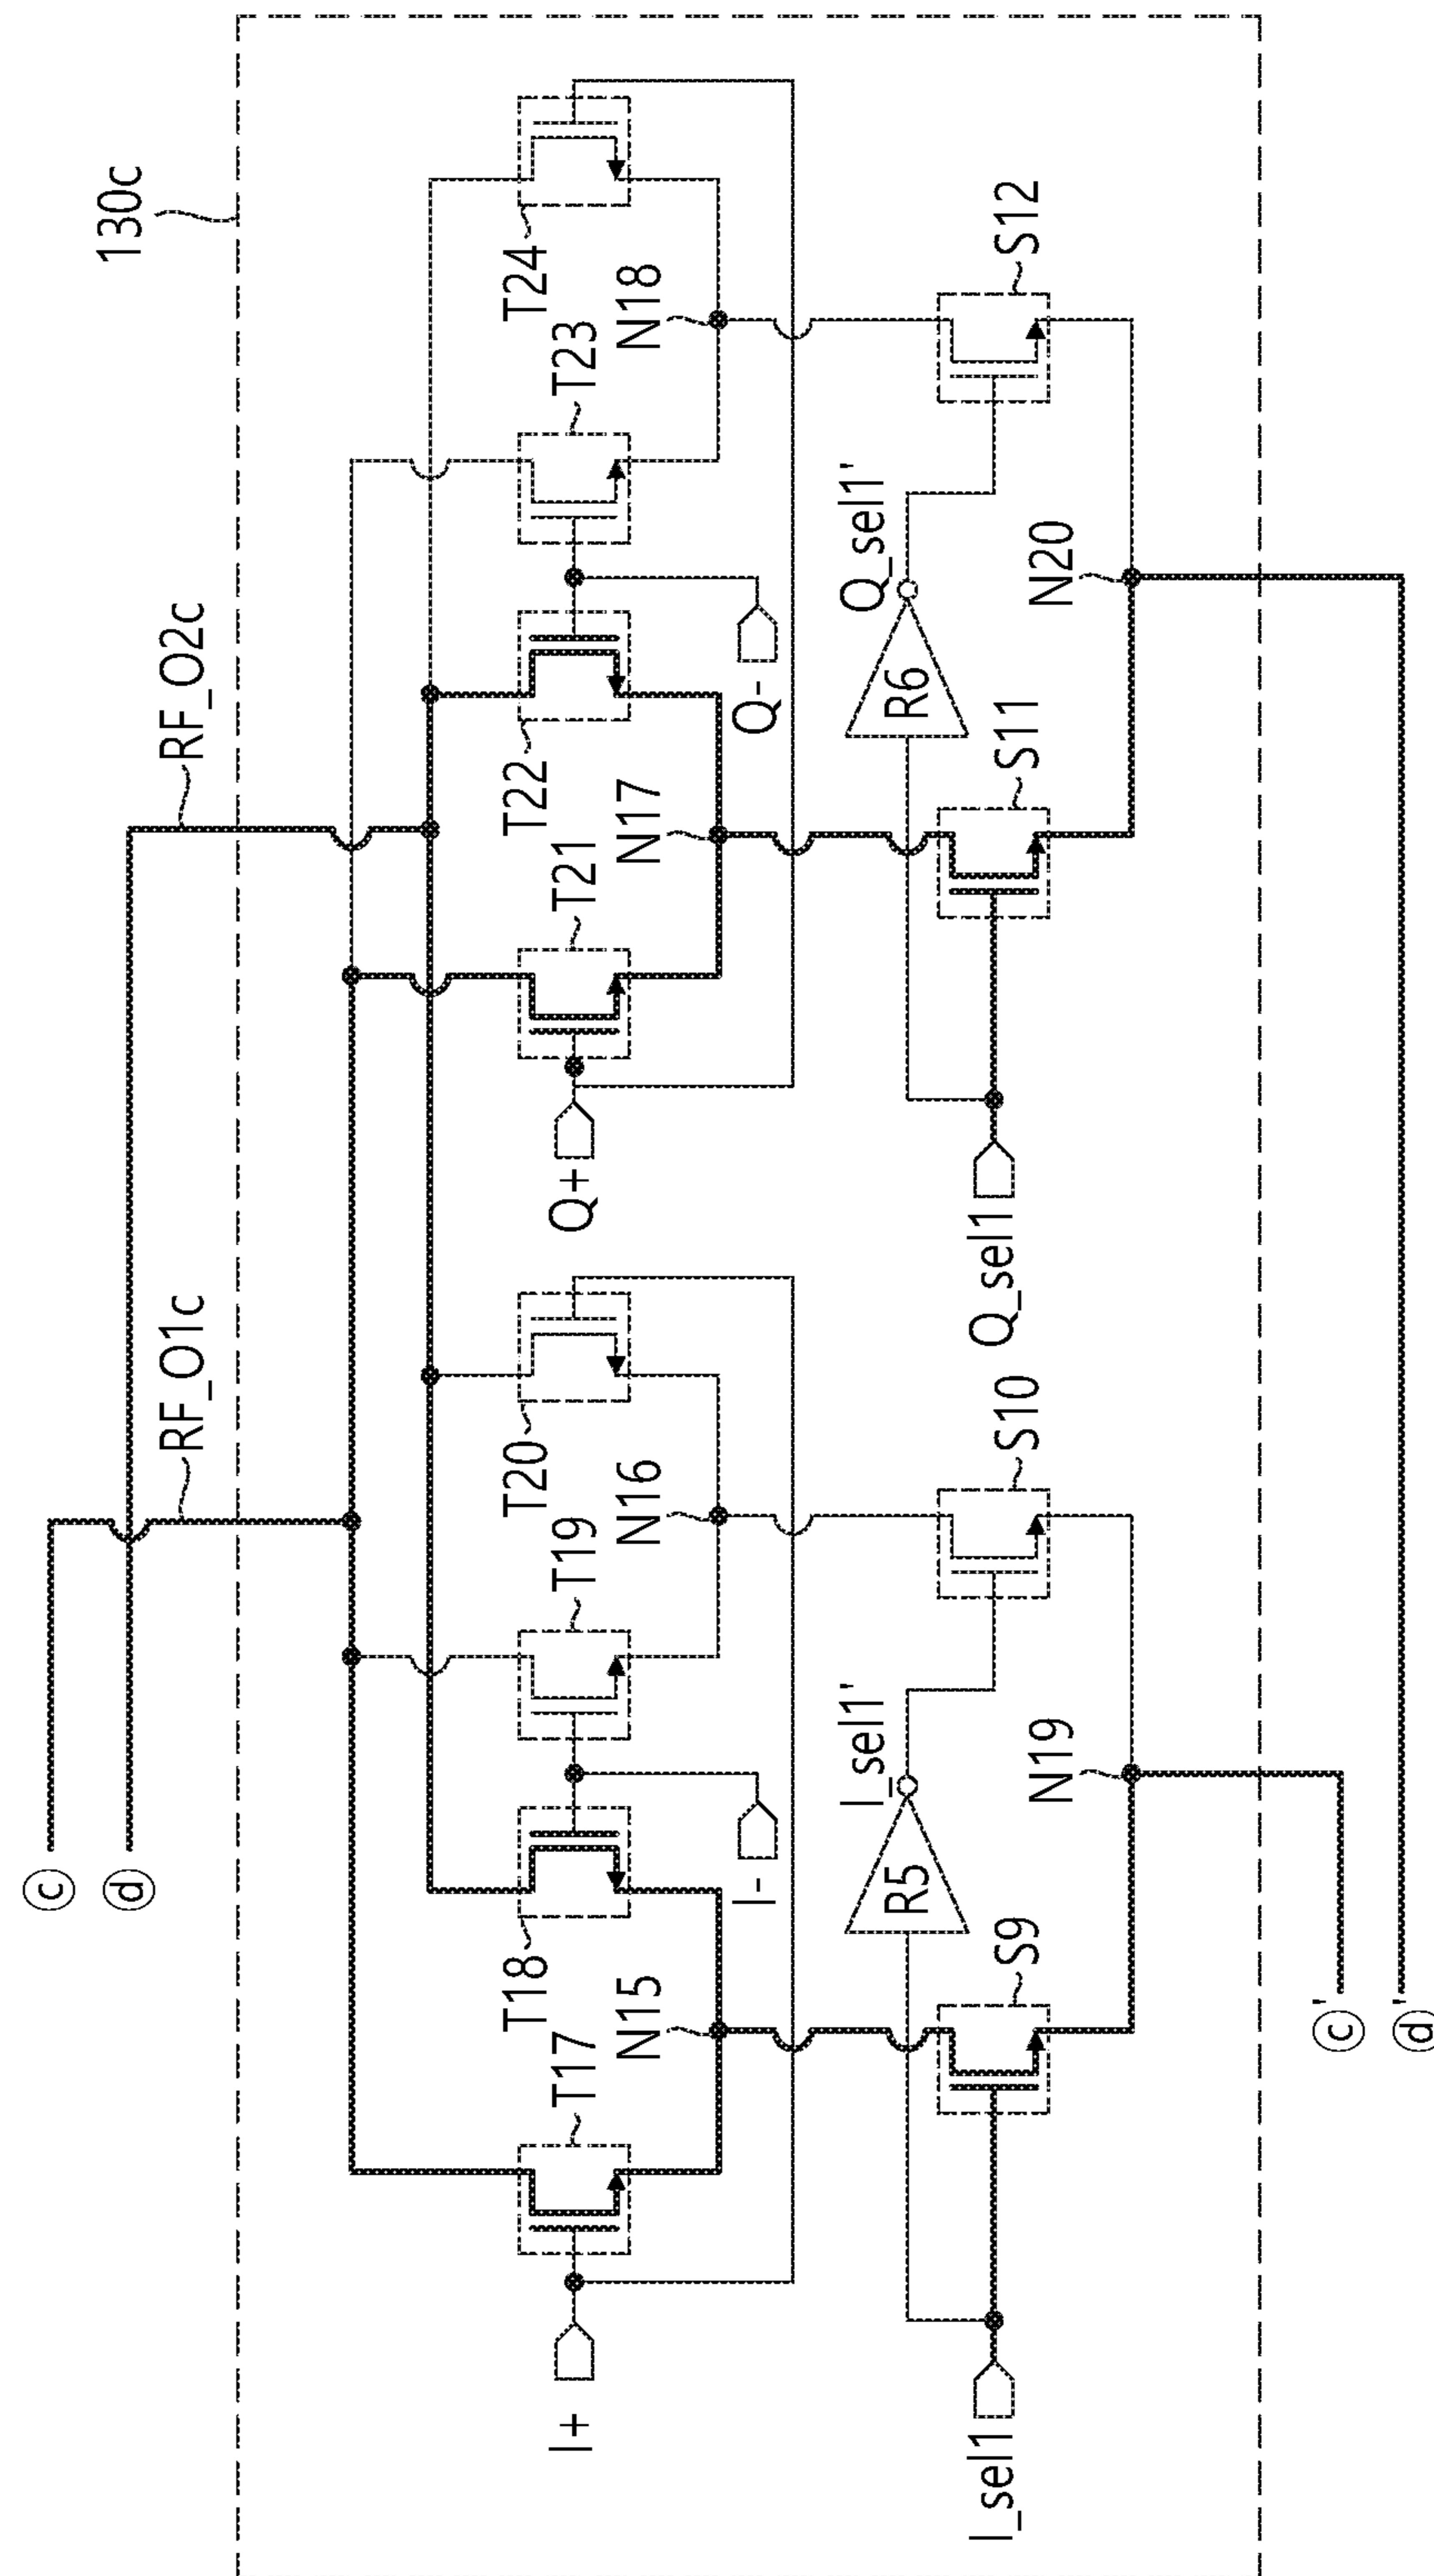 130c
RF_O1c
RF_O2c
ⓒ
ⓓ
T17
T18
T19
T20
T21
T22
T23
T24
I+
I-
Q+
Q-
N15
N16
N17
N18
I_sel1'
Q_sel1'
R5
R6
I_sel1
S9
S10
Q_sel1
S11
S12
N19
N20
ⓒ'
ⓓ'